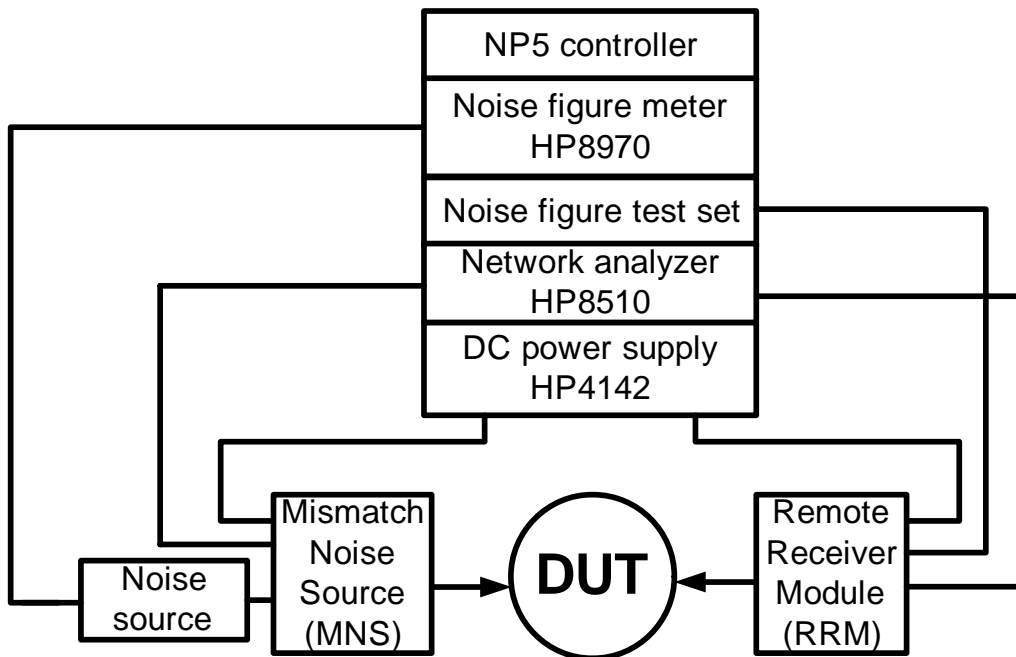 NP5 controller
Noise figure meter
HP8970
Noise figure test set
Network analyzer
HP8510
DC power supply
HP4142
Mismatch
Noise
Source
(MNS)
Noise
source
DUT
Remote
Receiver
Module
(RRM)